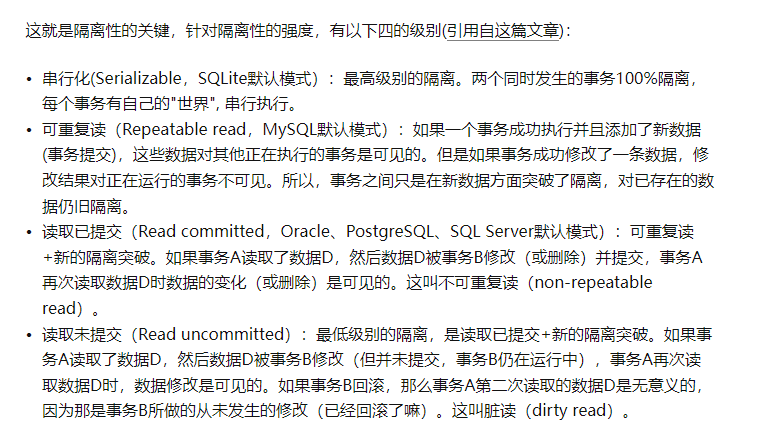 这就是隔离性的关键，针对隔离性的强度，有以下四的级别(引用自这篇文章)：
• 串行化(Serializable，SQLite默认模式）：最高级别的隔离。两个同时发生的事务100%隔离，
每个事务有自己的"世界", 串行执行。
• 可重复读（Repeatable read，MySQL默认模式）：如果一个事务成功执行并且添加了新数据
(事务提交)，这些数据对其他正在执行的事务是可见的。但是如果事务成功修改了一条数据，修
改结果对正在运行的事务不可见。所以，事务之间只是在新数据方面突破了隔离，对已存在的数
据仍旧隔离。
• 读取已提交（Read committed，Oracle、PostgreSQL、SQL Server默认模式）：可重复读
+新的隔离突破。如果事务A读取了数据D，然后数据D被事务B修改（或删除）并提交，事务A
再次读取数据D时数据的变化（或删除）是可见的。这叫不可重复读（non-repeatable
read）。
• 读取未提交（Read uncommitted）：最低级别的隔离，是读取已提交+新的隔离突破。如果事
务A读取了数据D，然后数据D被事务B修改（但并未提交，事务B仍在运行中），事务A再次读
取数据D时，数据修改是可见的。如果事务B回滚，那么事务A第二次读取的数据D是无意义的，
因为那是事务B所做的从未发生的修改（已经回滚了嘛）。这叫脏读（dirty read）。